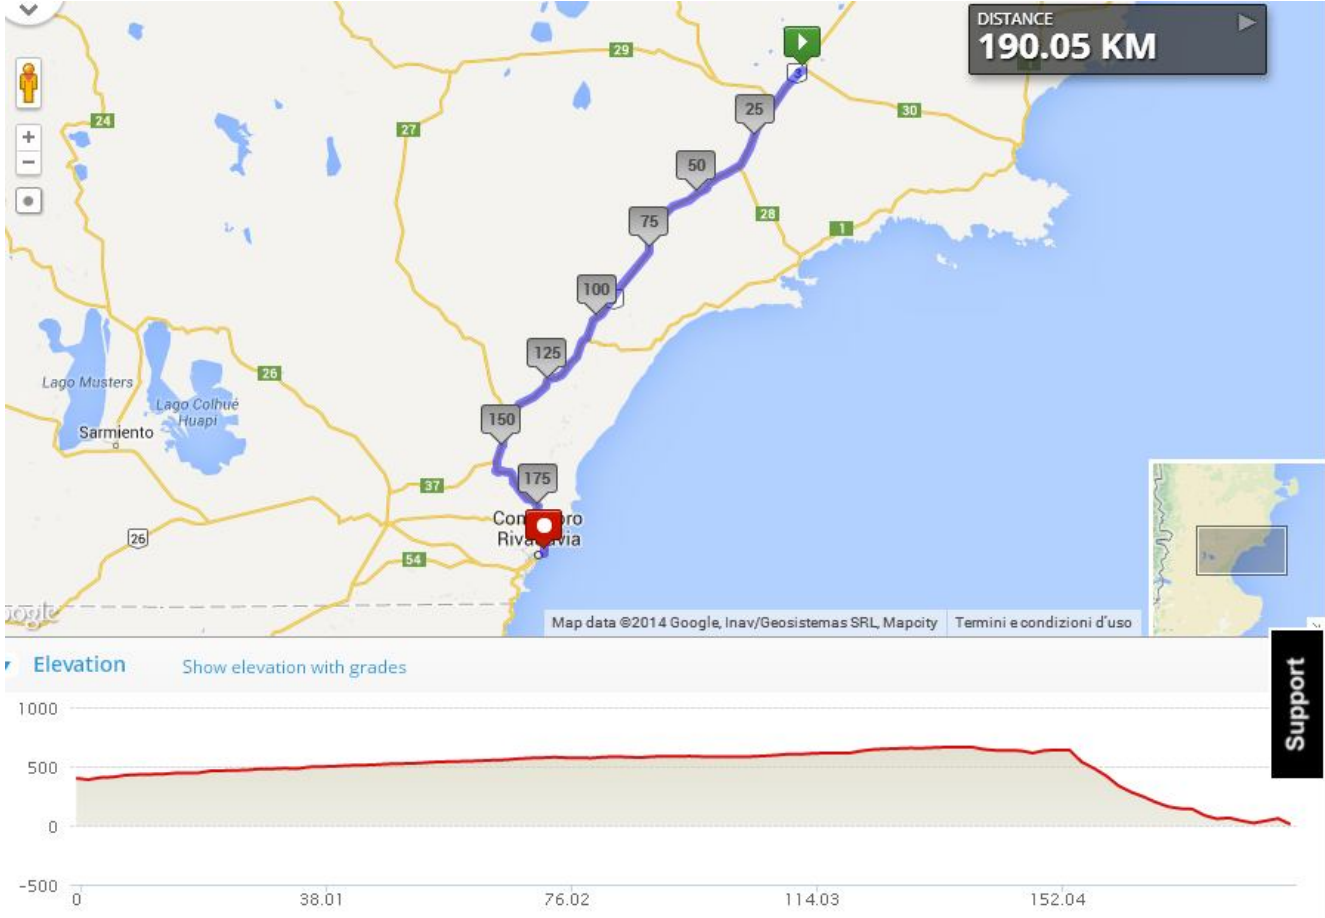 DISTANCE
190.05 KM
29
3
24
25
30
27
50
28
75
1
100
125
26
Lago Musters
Lago Colhué
Huapi
150
Sarmiento
175
37
26
54
Map data ©2014 Google, Inav/Geosistemas SRL, Mapcity
Termini e condizioni d'uso
Elevation
Show elevation with grades
Support
1000
500
0
-500
0
38.01
76.02
114.03
152.04